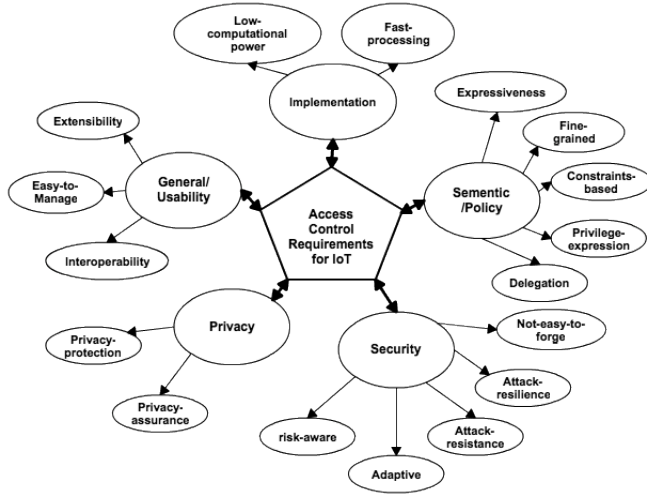 Low-
computational
power
Fast-
processing
Implementation
Expressiveness
Fine-
grained
Constraints-
based
Privilege-
expression
Delegation
Sementic
/Policy
Extensibility
Easy-to-
Manage
Interoperability
General/
Usability
Access
Control
Requirements
for IoT
Privacy
Privacy-
protection
Privacy-
assurance
Security
Not-easy-to-
forge
Attack-
resilience
Attack-
resistance
Adaptive
risk-aware